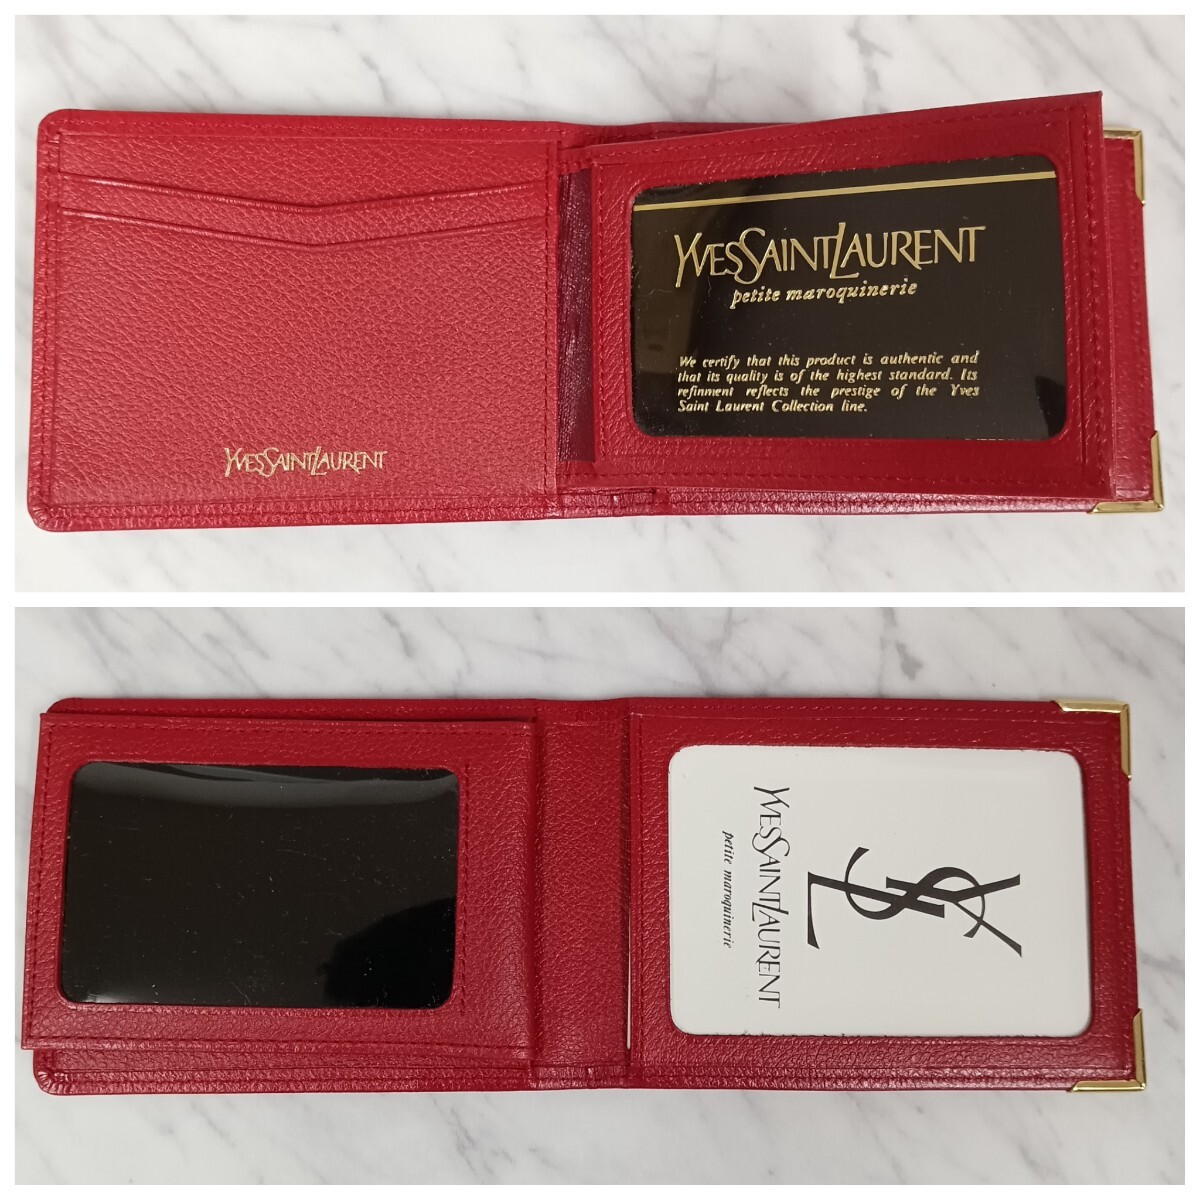 YVESSAINTLAURENT
petite maroquinerie
We certify that this product is authentic and
that its quality is of the highest standard. Its
refinment reflects the prestige of the Yves
Saint Laurent Collection line.
YVESSAINTLAURENT
YSL
YVESSAINTLAURENT
petite maroquinerie